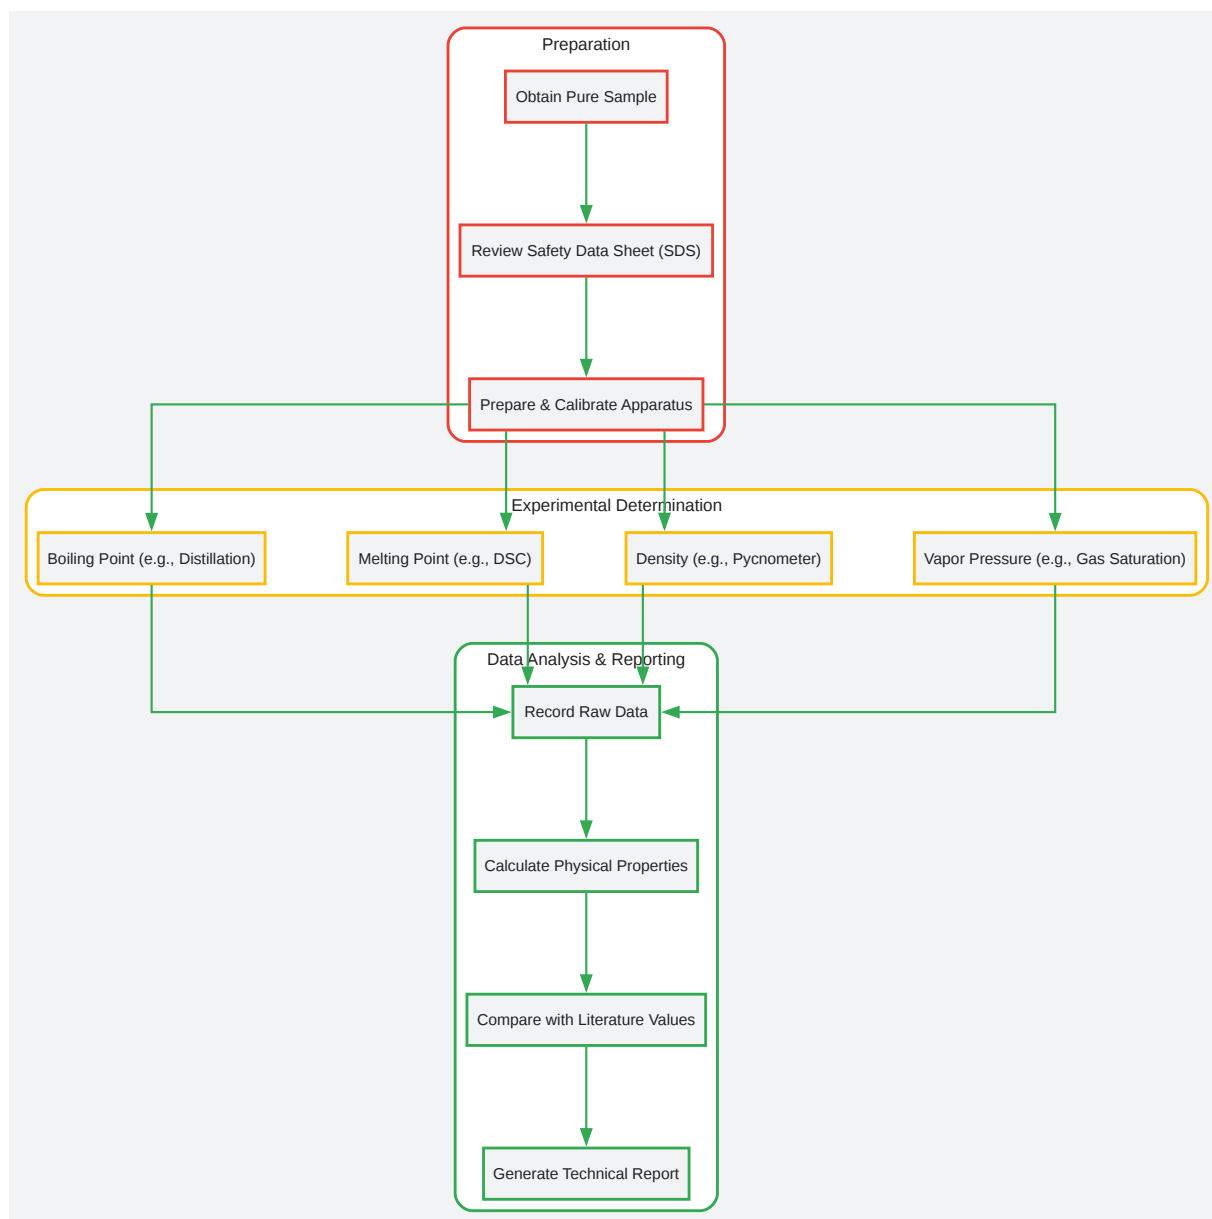 Preparation
Obtain Pure Sample
Review Safety Data Sheet (SDS)
Prepare & Calibrate Apparatus
Experimental Determination
Boiling Point (e.g., Distillation)
Melting Point (e.g., DSC)
Density (e.g., Pycnometer)
Vapor Pressure (e.g., Gas Saturation)
Data Analysis & Reporting
Record Raw Data
Calculate Physical Properties
Compare with Literature Values
Generate Technical Report